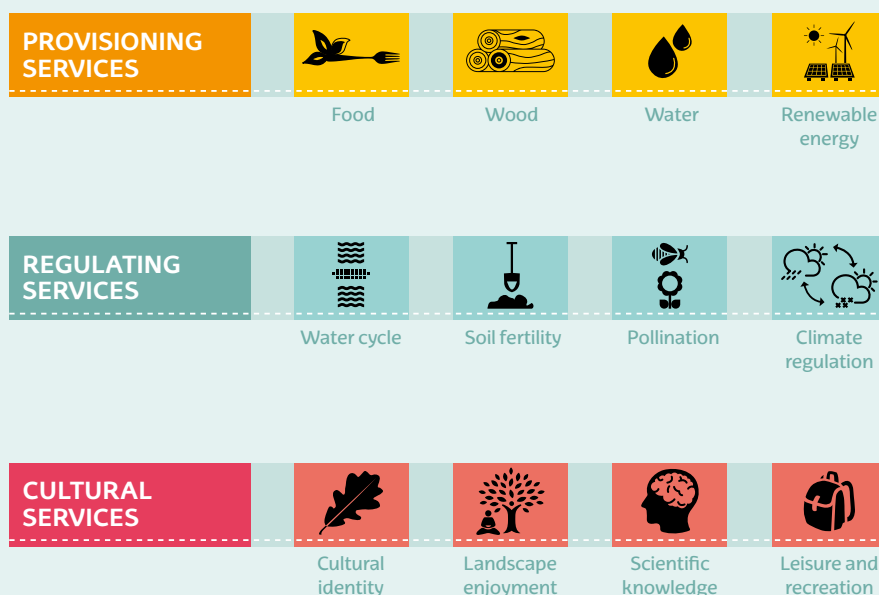 PROVISIONING
SERVICES
Food
Wood
Water
Renewable
energy
REGULATING
SERVICES
Water cycle
Soil fertility
Pollination
Climate
regulation
CULTURAL
SERVICES
Cultural
identity
Landscape
enjoyment
Scientific
knowledge
Leisure and
recreation